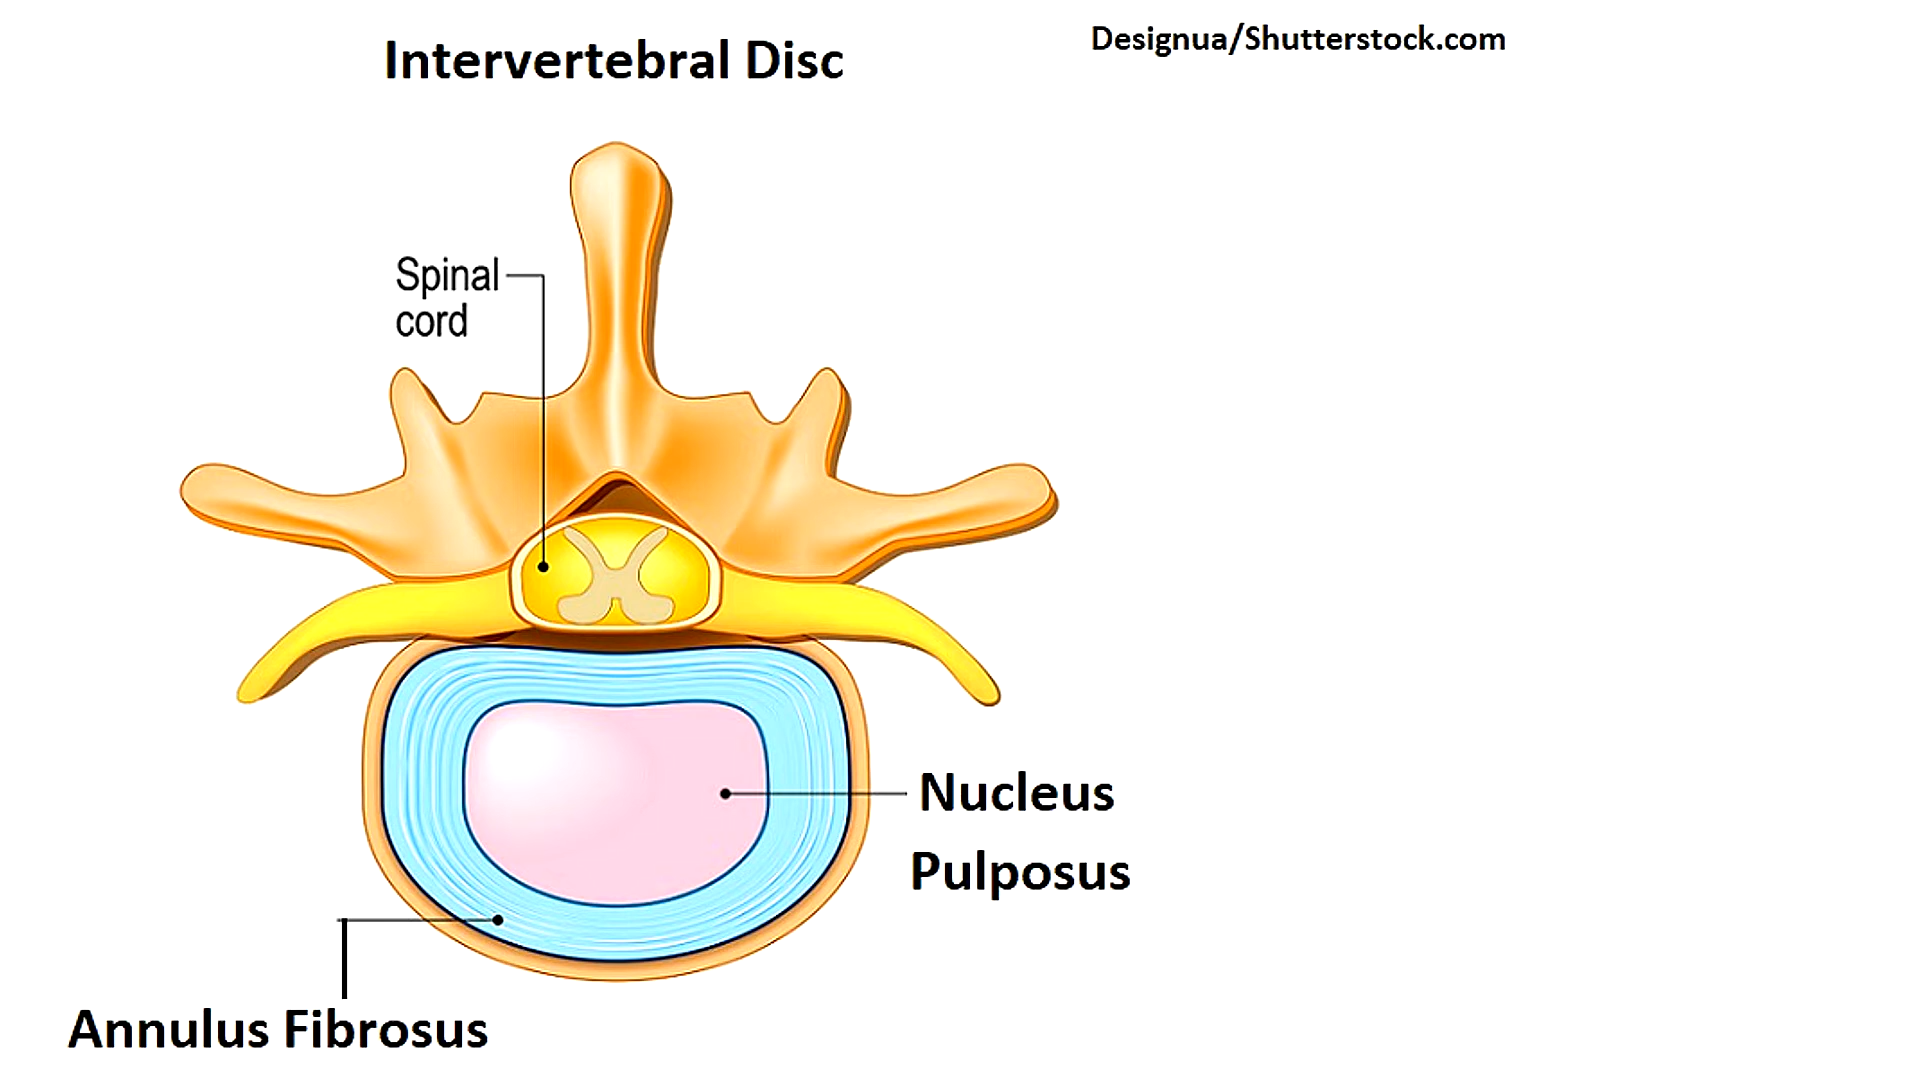 Intervertebral Disc
Designua/Shutterstock.com
Spinal
cord
Nucleus
Pulposus
Annulus Fibrosus